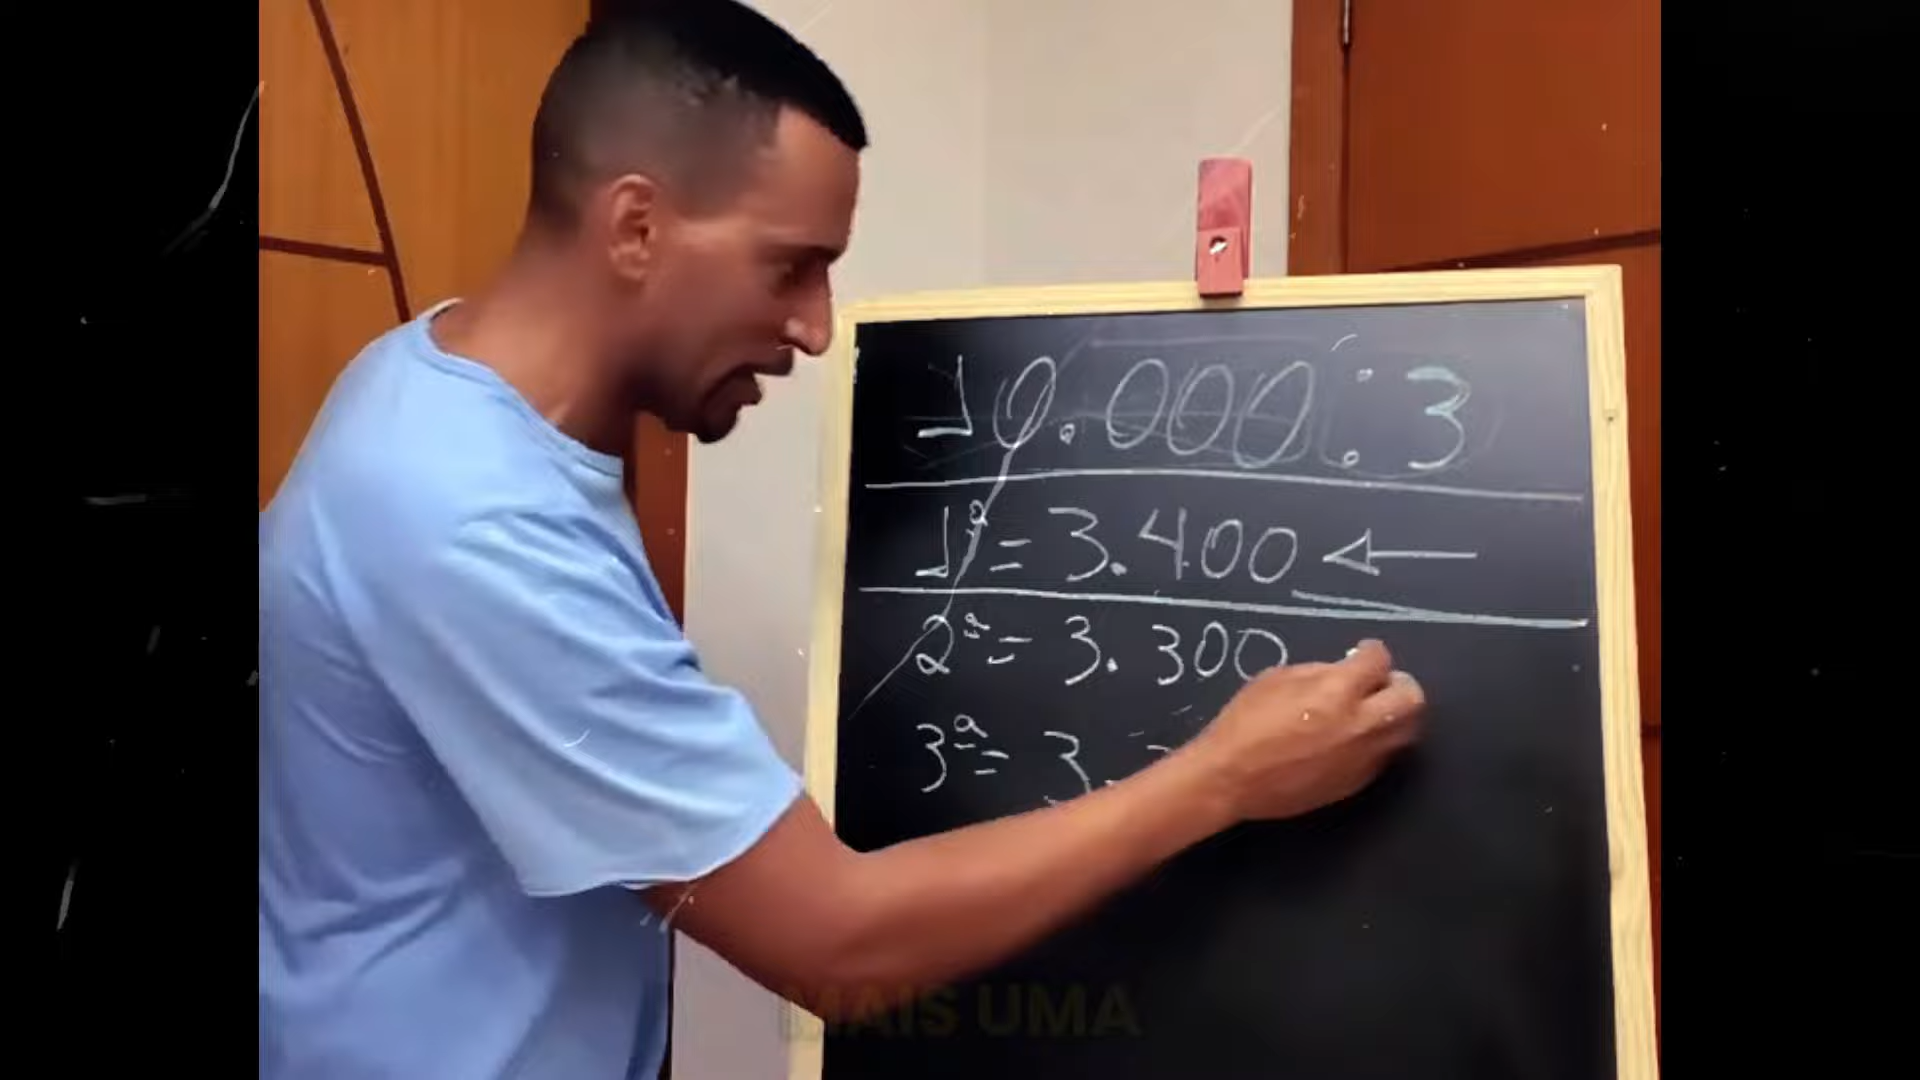 10.000:3
1ª = 3.400 ←
2ª = 3.300
3ª = 3.
MAIS UMA